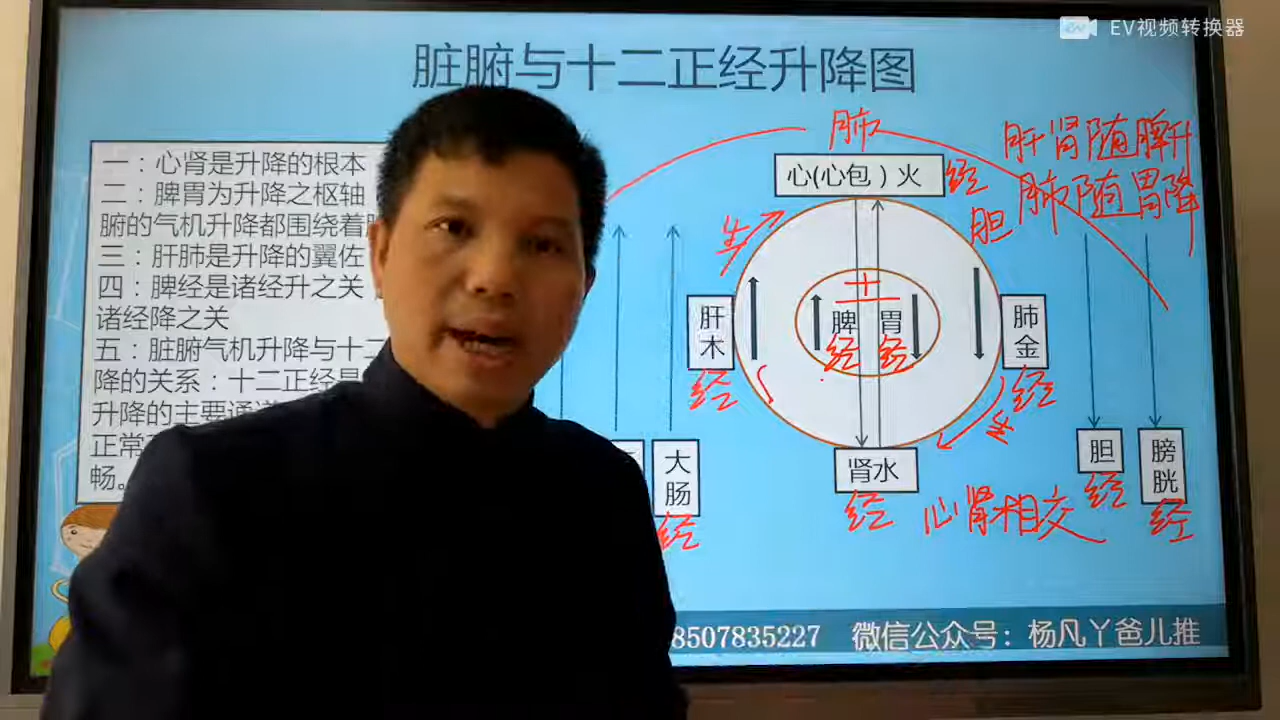 EV视频转换器
脏腑与十二正经升降图
一：心肾是升降的根本
二：脾胃为升降之枢轴
腑的气机升降都围绕着
三：肝肺是升降的翼佐
四：脾经是诸经升之关
诸经降之关
五：脏腑气机升降与十二
降的关系：十二正经是
升降的主要通道
正常
畅。
肺
肝肾随脾升
肺随胃降
心(心包）火
经
胆
土
脾
胃
经
经
肝木
经
肺金
经
肾水
经
心肾相交
大肠
经
胆
经
膀胱
经
8507835227
微信公众号：杨凡丫爸儿推